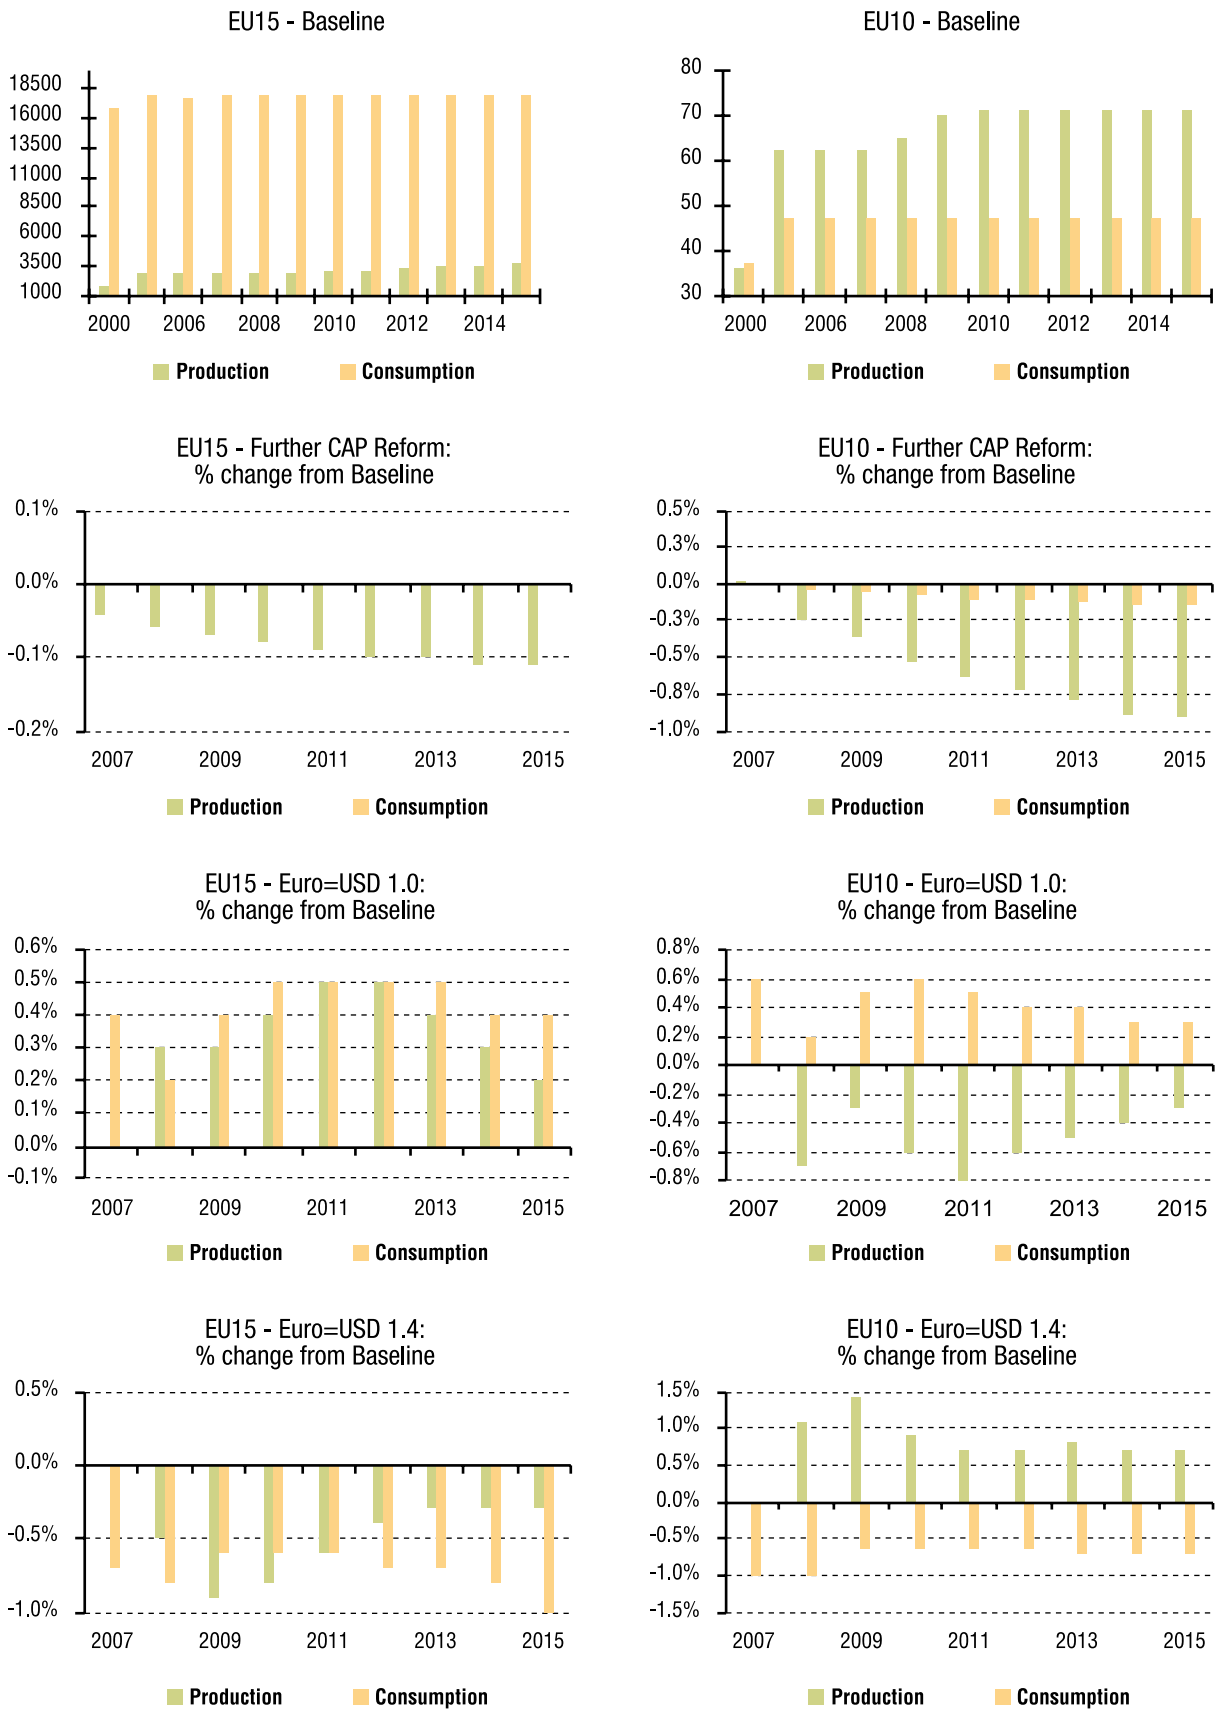 EU15 - Baseline
18500
16000
13500
11000
8500
6000
3500
1000
2000 2006 2008 2010 2012 2014
Production Consumption
EU10 - Baseline
80
70
60
50
40
30
2000 2006 2008 2010 2012 2014
Production Consumption
EU15 - Further CAP Reform:
% change from Baseline
0.1%
0.0%
-0.1%
-0.2%
2007 2009 2011 2013 2015
Production Consumption
EU10 - Further CAP Reform:
% change from Baseline
0.5%
0.3%
0.0%
-0.3%
-0.5%
-0.8%
-1.0%
2007 2009 2011 2013 2015
Production Consumption
EU15 - Euro=USD 1.0:
% change from Baseline
0.6%
0.5%
0.4%
0.3%
0.2%
0.1%
0.0%
-0.1%
2007 2009 2011 2013 2015
Production Consumption
EU10 - Euro=USD 1.0:
% change from Baseline
0.8%
0.6%
0.4%
0.2%
0.0%
-0.2%
-0.4%
-0.6%
-0.8%
2007 2009 2011 2013 2015
Production Consumption
EU15 - Euro=USD 1.4:
% change from Baseline
0.5%
0.0%
-0.5%
-1.0%
2007 2009 2011 2013 2015
Production Consumption
EU10 - Euro=USD 1.4:
% change from Baseline
1.5%
1.0%
0.5%
0.0%
-0.5%
-1.0%
-1.5%
2007 2009 2011 2013 2015
Production Consumption